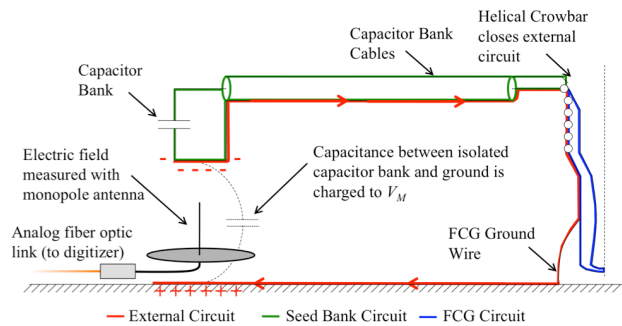 Helical Crowbar
closes external
circuit
Capacitor Bank
Cables
Capacitor
Bank
Electric field
measured with
monopole antenna
Capacitance between isolated
capacitor bank and ground is
charged to V_M
Analog fiber optic
link (to digitizer)
FCG Ground
Wire
- - - - - -
+ + + + + + +
External Circuit
Seed Bank Circuit
FCG Circuit